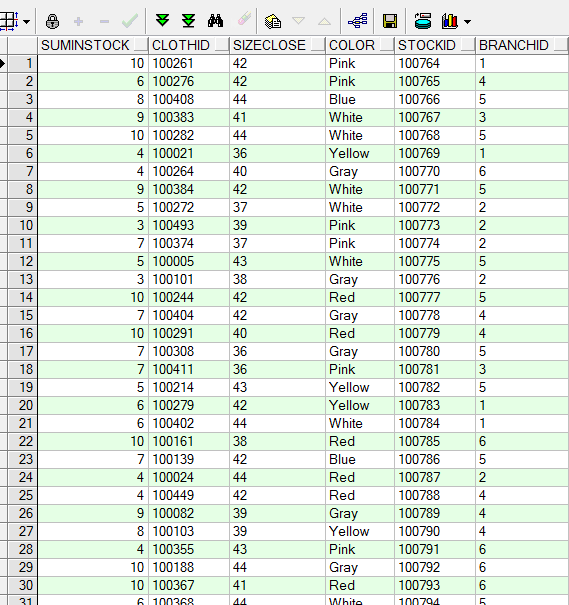 SUMINSTOCK CLOTHID SIZECLOSE COLOR STOCKID BRANCHID
1 10 100261 42 Pink 100764 1
2 6 100276 42 Pink 100765 4
3 8 100408 44 Blue 100766 5
4 9 100383 41 White 100767 3
5 10 100282 44 White 100768 5
6 4 100021 36 Yellow 100769 1
7 4 100264 40 Gray 100770 6
8 9 100384 42 White 100771 5
9 5 100272 37 White 100772 2
10 3 100493 39 Pink 100773 2
11 7 100374 37 Pink 100774 2
12 5 100005 43 White 100775 5
13 3 100101 38 Gray 100776 2
14 10 100244 42 Red 100777 5
15 7 100404 42 Gray 100778 4
16 10 100291 40 Red 100779 4
17 7 100308 36 Gray 100780 5
18 7 100411 36 Pink 100781 3
19 5 100214 43 Yellow 100782 5
20 6 100279 42 Yellow 100783 1
21 6 100402 44 White 100784 1
22 10 100161 38 Red 100785 6
23 7 100139 42 Blue 100786 5
24 4 100024 44 Red 100787 2
25 4 100449 42 Red 100788 4
26 9 100082 39 Gray 100789 4
27 8 100103 39 Yellow 100790 4
28 4 100355 43 Pink 100791 6
29 10 100188 44 Gray 100792 6
30 10 100367 41 Red 100793 6
31 6 100368 44 White 100794 5